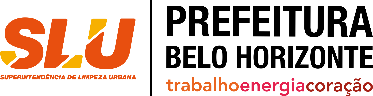 SLU
SUPERINTENDÊNCIA DE LIMPEZA URBANA
PREFEITURA
BELO HORIZONTE
trabalhoenergiacoração